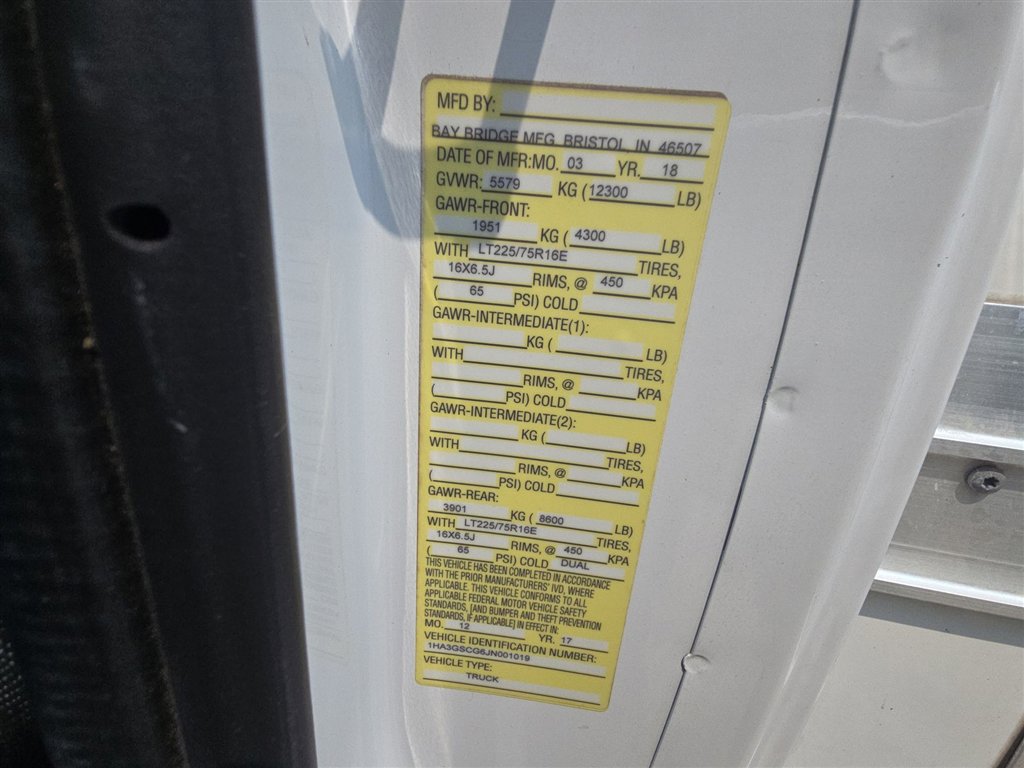 MFD BY:
BAY BRIDGE MFG BRISTOL, IN 46507
DATE OF MFR:MO. 03 YR. 18
GVWR: 5579 KG (12300 LB)
GAWR-FRONT:
1951 KG ( 4300 LB)
WITH LT225/75R16E TIRES,
16X6.5J RIMS, @ 450 KPA
( 65 PSI) COLD
GAWR-INTERMEDIATE(1):
KG ( LB)
WITH TIRES,
RIMS, @ KPA
( PSI) COLD
GAWR-INTERMEDIATE(2):
KG ( LB)
WITH TIRES,
RIMS, @ KPA
( PSI) COLD
GAWR-REAR:
3901 KG ( 8600 LB)
WITH LT225/75R16E TIRES,
16X6.5J RIMS, @ 450 KPA
( 65 PSI) COLD DUAL
THIS VEHICLE HAS BEEN COMPLETED IN ACCORDANCE
WITH THE PRIOR MANUFACTURERS' IVD, WHERE
APPLICABLE. THIS VEHICLE CONFORMS TO ALL
APPLICABLE FEDERAL MOTOR VEHICLE SAFETY
STANDARDS, [AND BUMPER AND THEFT PREVENTION
STANDARDS, IF APPLICABLE] IN EFFECT IN:
MO. 12 YR. 17
VEHICLE IDENTIFICATION NUMBER:
1HA3GSCG6JN001019
VEHICLE TYPE:
TRUCK